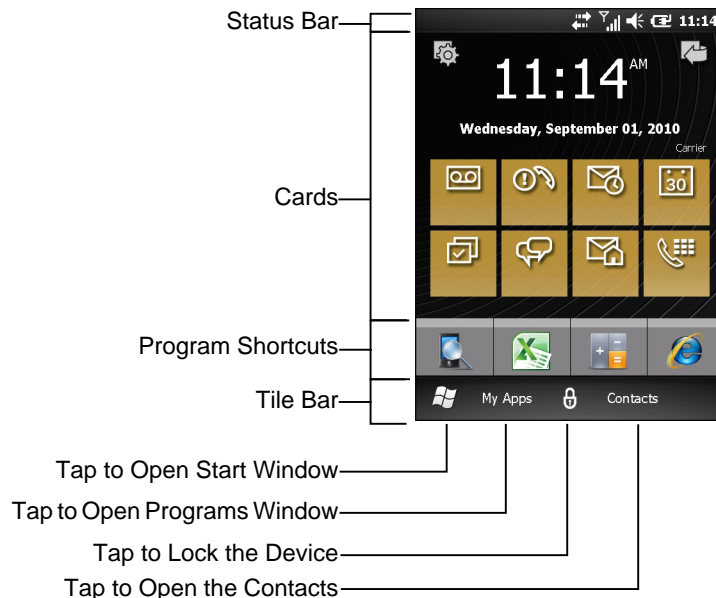 Status Bar
11:14
11:14 AM
Wednesday, September 01, 2010
Carrier
30
Cards
Program Shortcuts
Tile Bar
My Apps
Contacts
Tap to Open Start Window
Tap to Open Programs Window
Tap to Lock the Device
Tap to Open the Contacts